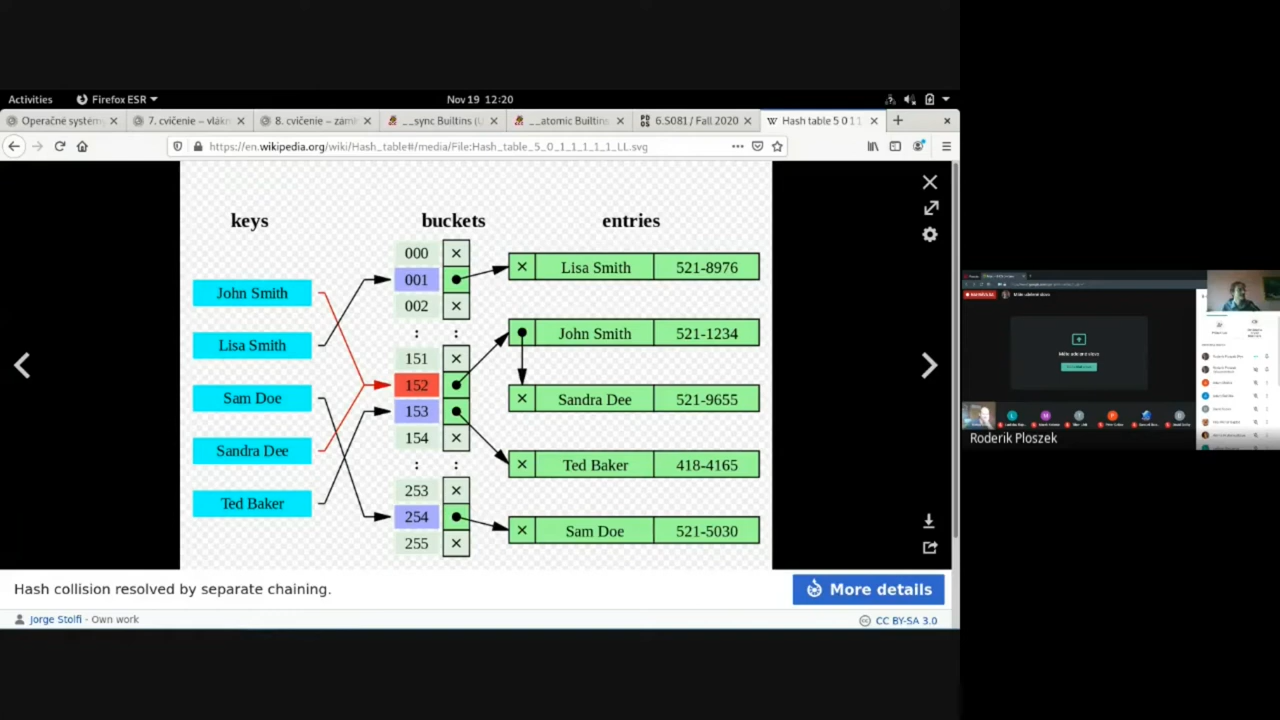 Activities
Firefox ESR
Nov 19 12:20
Operačné systém
7. cvičenie – vlákn
8. cvičenie – zam
__sync Builtins (U
__atomic Builtins
6.S081 / Fall 2020
Hash table 5 0 1 1
https://en.wikipedia.org/wiki/Hash_table#/media/File:Hash_table_5_0_1_1_1_1_1_LL.svg
keys
buckets
entries
John Smith
Lisa Smith
Sam Doe
Sandra Dee
Ted Baker
000
001
002
:
151
152
153
154
:
253
254
255
Lisa Smith 521-8976
John Smith 521-1234
Sandra Dee 521-9655
Ted Baker 418-4165
Sam Doe 521-5030
Hash collision resolved by separate chaining.
More details
Jorge Stolfi - Own work
CC BY-SA 3.0
Roderik Ploszek